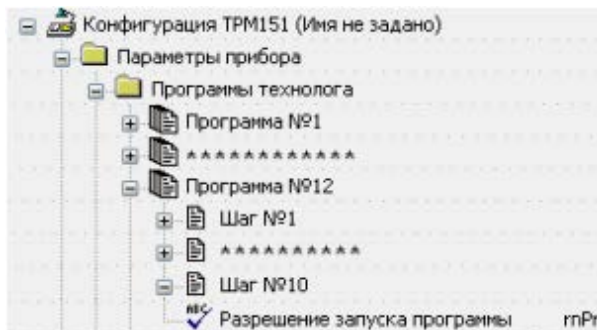 Конфигурация ТРМ151 (Имя не задано)
Параметры прибора
Программы технолога
Программа №1
************
Программа №12
Шаг №1
**********
Шаг №10
Разрешение запуска программы rnPr